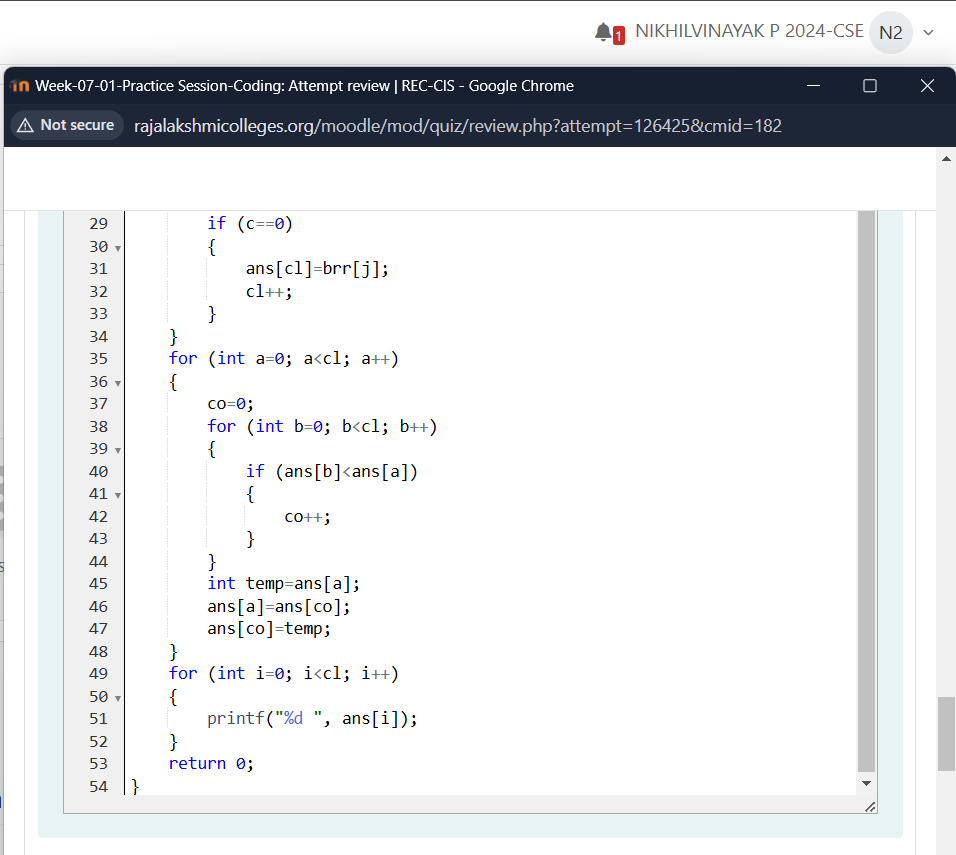 1 NIKHILVINAYAK P 2024-CSE N2
Week-07-01-Practice Session-Coding: Attempt review | REC-CIS - Google Chrome
Not secure rajalakshmicolleges.org/moodle/mod/quiz/review.php?attempt=126425&cmid=182
29         if (c==0)
30         {
31             ans[cl]=brr[j];
32             cl++;
33         }
34     }
35     for (int a=0; a<cl; a++)
36     {
37         co=0;
38         for (int b=0; b<cl; b++)
39         {
40             if (ans[b]<ans[a])
41             {
42                 co++;
43             }
44         }
45         int temp=ans[a];
46         ans[a]=ans[co];
47         ans[co]=temp;
48     }
49     for (int i=0; i<cl; i++)
50     {
51         printf("%d ", ans[i]);
52     }
53     return 0;
54 }